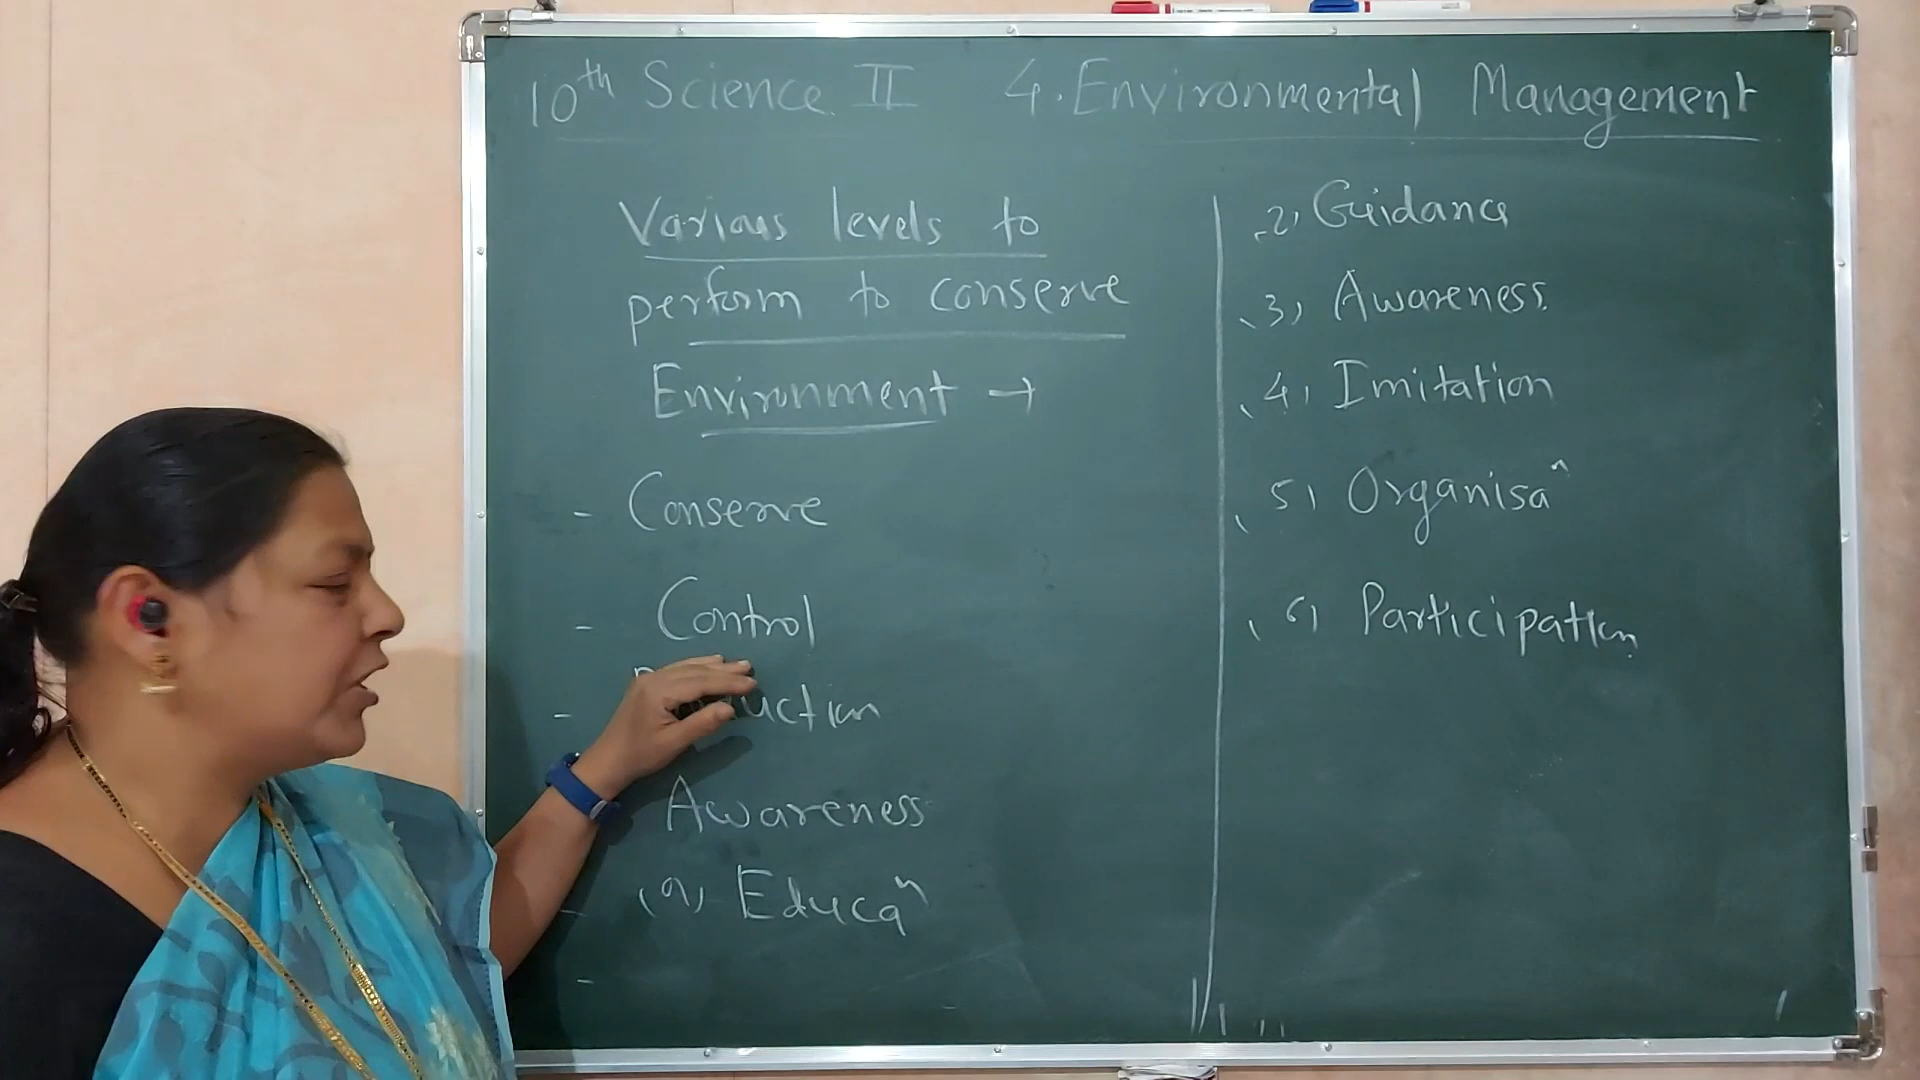 10th Science II 4. Environmental Management
Various levels to
perform to conserve
Environment →
- Conserve
- Control
-
Awareness
- (9) Educaⁿ
-
2) Guidance
3) Awareness
4) Imitation
5) Organisaⁿ
6) Participation